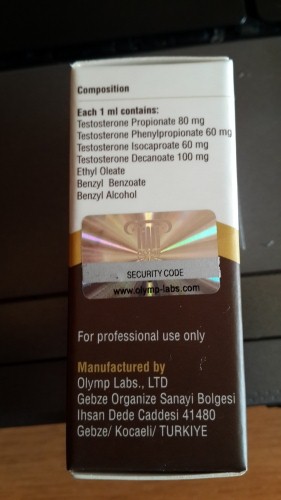 Composition
Each 1 ml contains:
Testosterone Propionate 80 mg
Testosterone Phenylpropionate 60 mg
Testosterone Isocaproate 60 mg
Testosterone Decanoate 100 mg
Ethyl Oleate
Benzyl Benzoate
Benzyl Alcohol
SECURITY CODE
www.olymp-labs.com
For professional use only
Manufactured by
Olymp Labs., LTD
Gebze Organize Sanayi Bolgesi
Ihsan Dede Caddesi 41480
Gebze/ Kocaeli/ TURKIYE